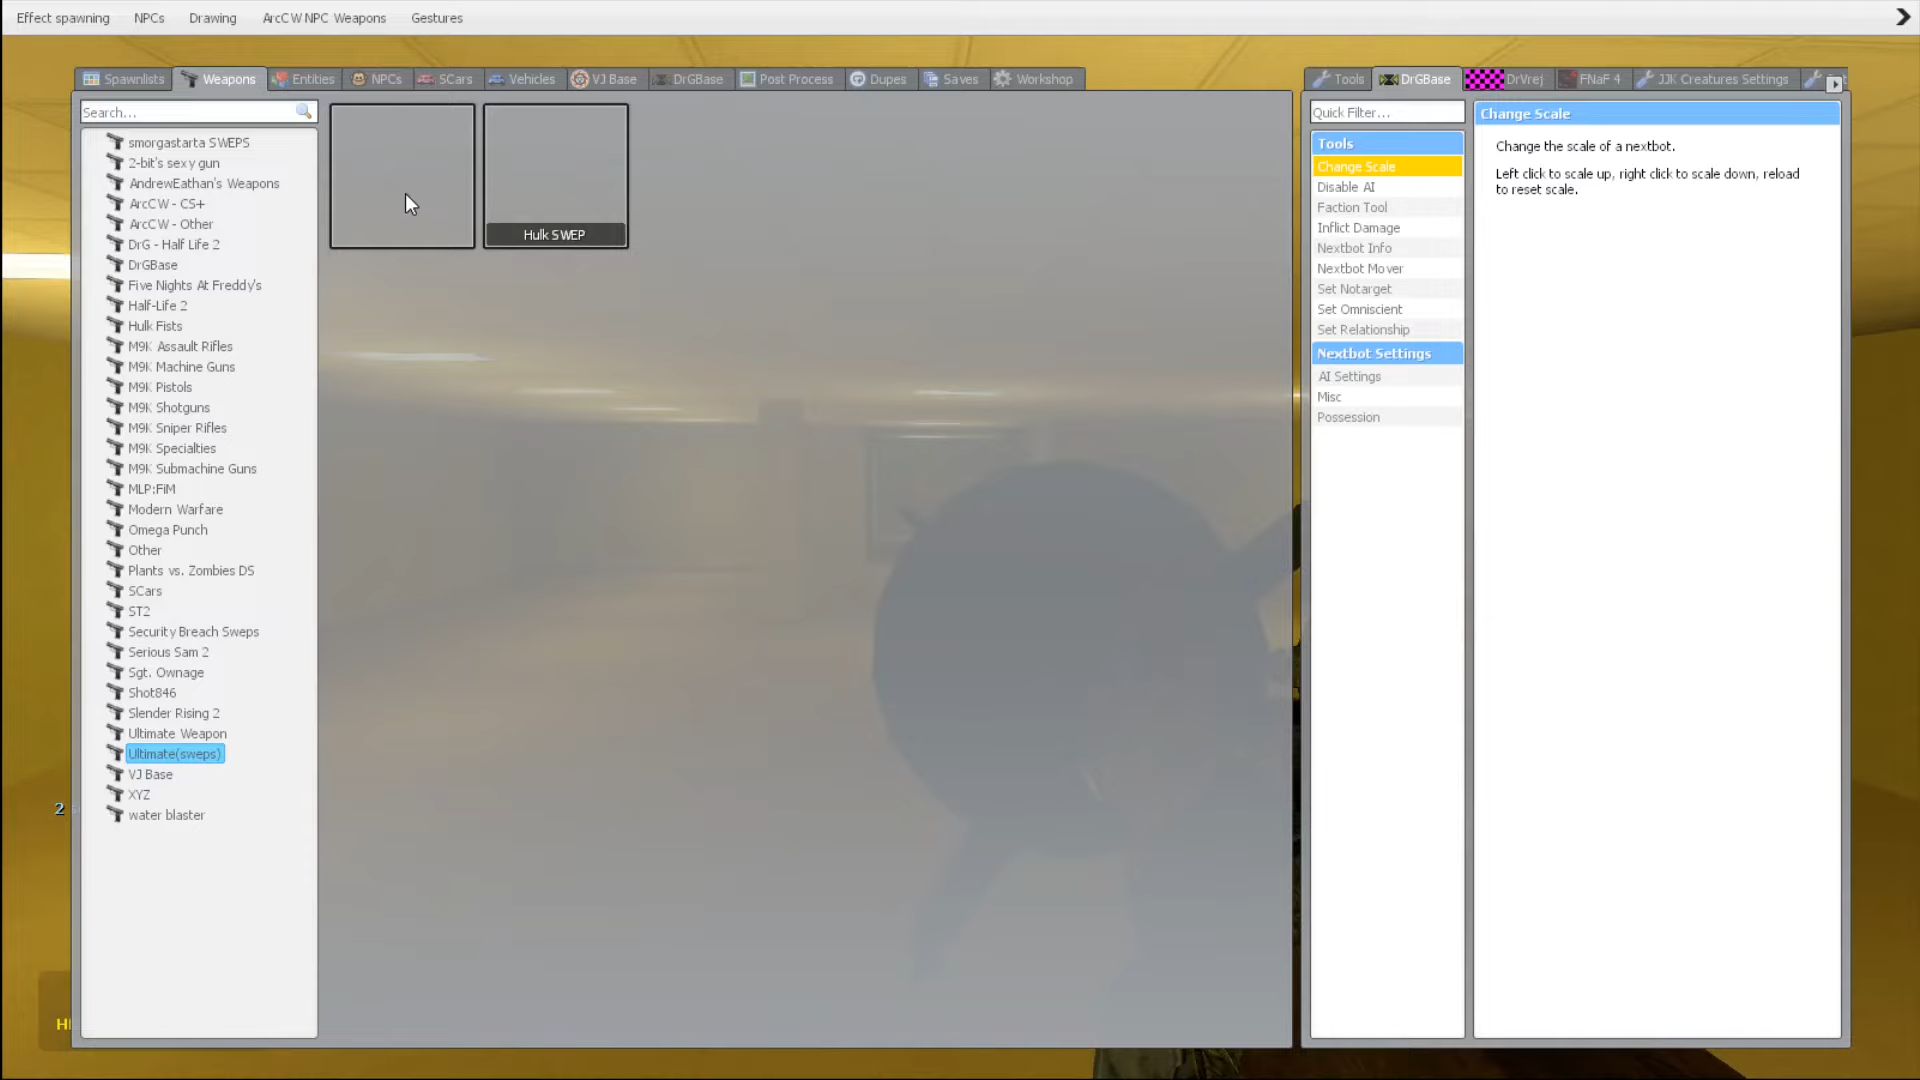 Effect spawning NPCs Drawing ArcCW NPC Weapons Gestures
Spawnlists Weapons Entities NPCs SCars Vehicles VJ Base DrGBase Post Process Dupes Saves Workshop
Tools DrGBase DrVrej FNaF 4 JJK Creatures Settings
Search...
smorgastarta SWEPS
2-bit's sexy gun
AndrewEathan's Weapons
ArcCW - CS+
ArcCW - Other
DrG - Half Life 2
DrGBase
Five Nights At Freddy's
Half-Life 2
Hulk Fists
M9K Assault Rifles
M9K Machine Guns
M9K Pistols
M9K Shotguns
M9K Sniper Rifles
M9K Specialties
M9K Submachine Guns
MLP:FiM
Modern Warfare
Omega Punch
Other
Plants vs. Zombies DS
SCars
ST2
Security Breach Sweps
Serious Sam 2
Sgt. Ownage
Shot846
Slender Rising 2
Ultimate Weapon
Ultimate(sweps)
VJ Base
XYZ
water blaster
2
Hulk SWEP
Quick Filter...
Tools
Change Scale
Disable AI
Faction Tool
Inflict Damage
Nextbot Info
Nextbot Mover
Set Notarget
Set Omniscient
Set Relationship
Nextbot Settings
AI Settings
Misc
Possession
Change Scale
Change the scale of a nextbot.
Left click to scale up, right click to scale down, reload
to reset scale.